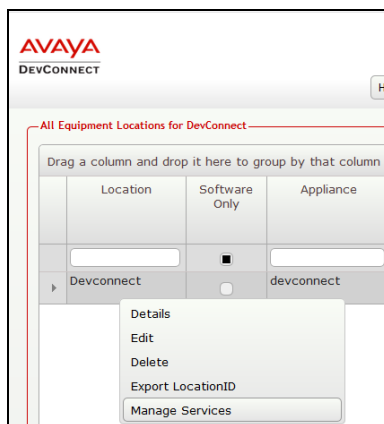 AVAYA
DEVCONNECT
H
All Equipment Locations for DevConnect
Drag a column and drop it here to group by that column
Location Software Only Appliance
Devconnect devconnect
Details
Edit
Delete
Export LocationID
Manage Services